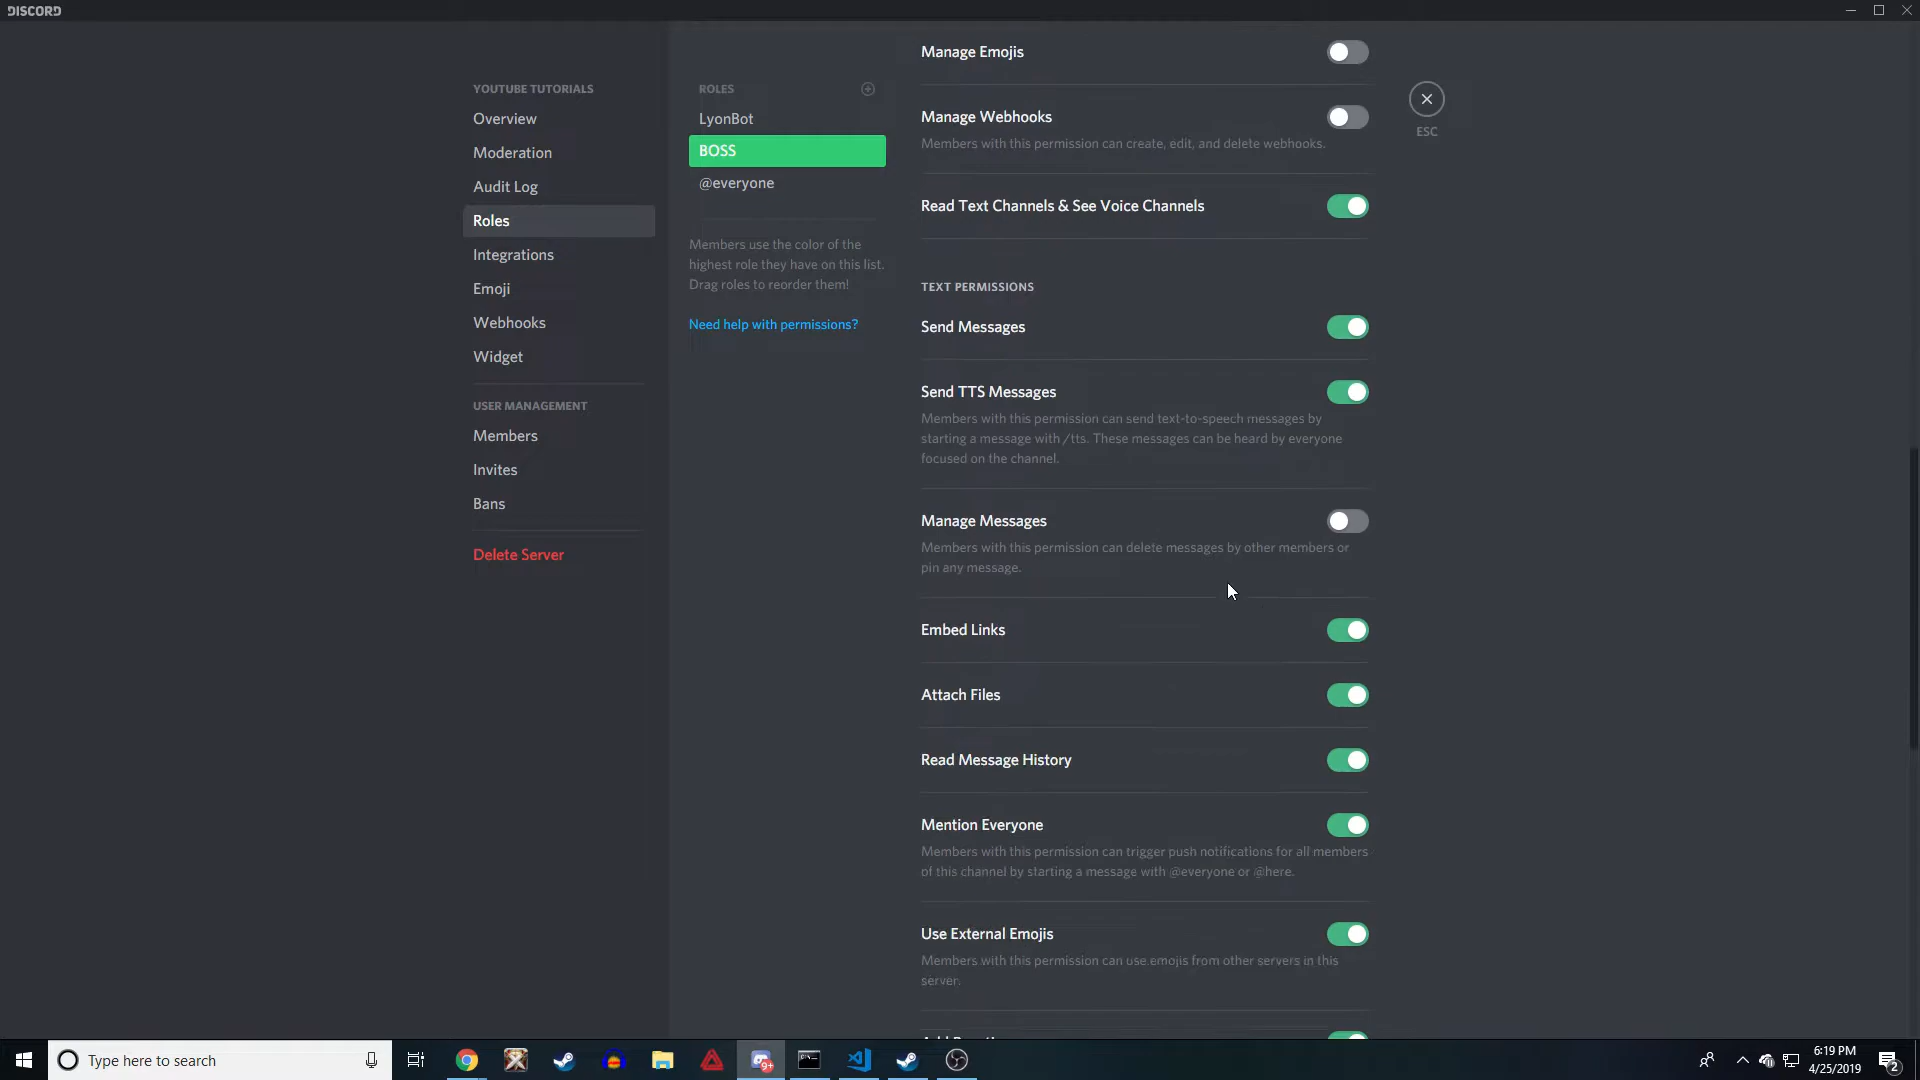 DISCORD
YOUTUBE TUTORIALS
Overview
Moderation
Audit Log
Roles
Integrations
Emoji
Webhooks
Widget
USER MANAGEMENT
Members
Invites
Bans
Delete Server
ROLES
LyonBot
BOSS
@everyone
Members use the color of the
highest role they have on this list.
Drag roles to reorder them!
Need help with permissions?
Manage Emojis
Manage Webhooks
Members with this permission can create, edit, and delete webhooks.
Read Text Channels & See Voice Channels
TEXT PERMISSIONS
Send Messages
Send TTS Messages
Members with this permission can send text-to-speech messages by
starting a message with /tts. These messages can be heard by everyone
focused on the channel.
Manage Messages
Members with this permission can delete messages by other members or
pin any message.
Embed Links
Attach Files
Read Message History
Mention Everyone
Members with this permission can trigger push notifications for all members
of this channel by starting a message with @everyone or @here.
Use External Emojis
Members with this permission can use emojis from other servers in this
server.
ESC
Type here to search
9+
6:19 PM
4/25/2019
2